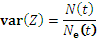 var(Z) = N(t) / Nₑ(t)